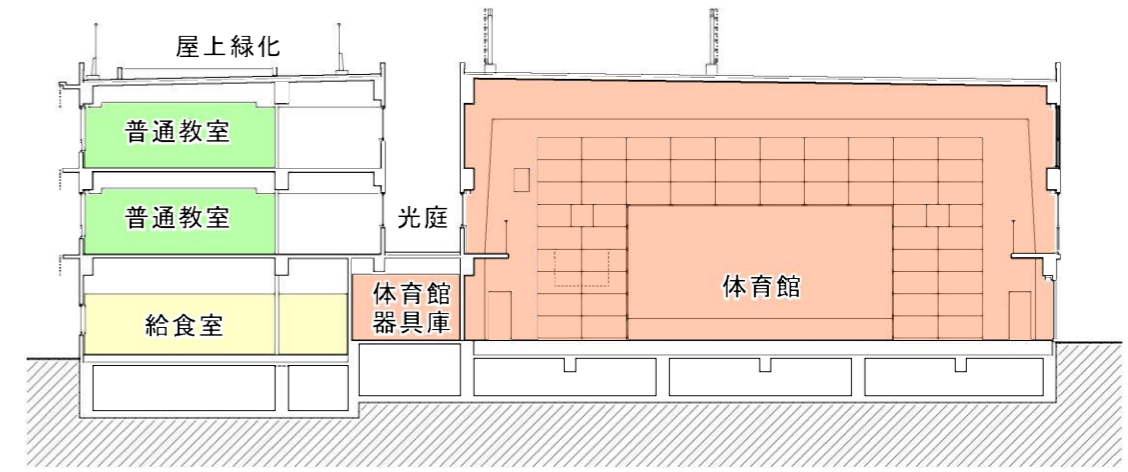 屋上緑化
普通教室
普通教室
光庭
体育館
器具庫
体育館
給食室